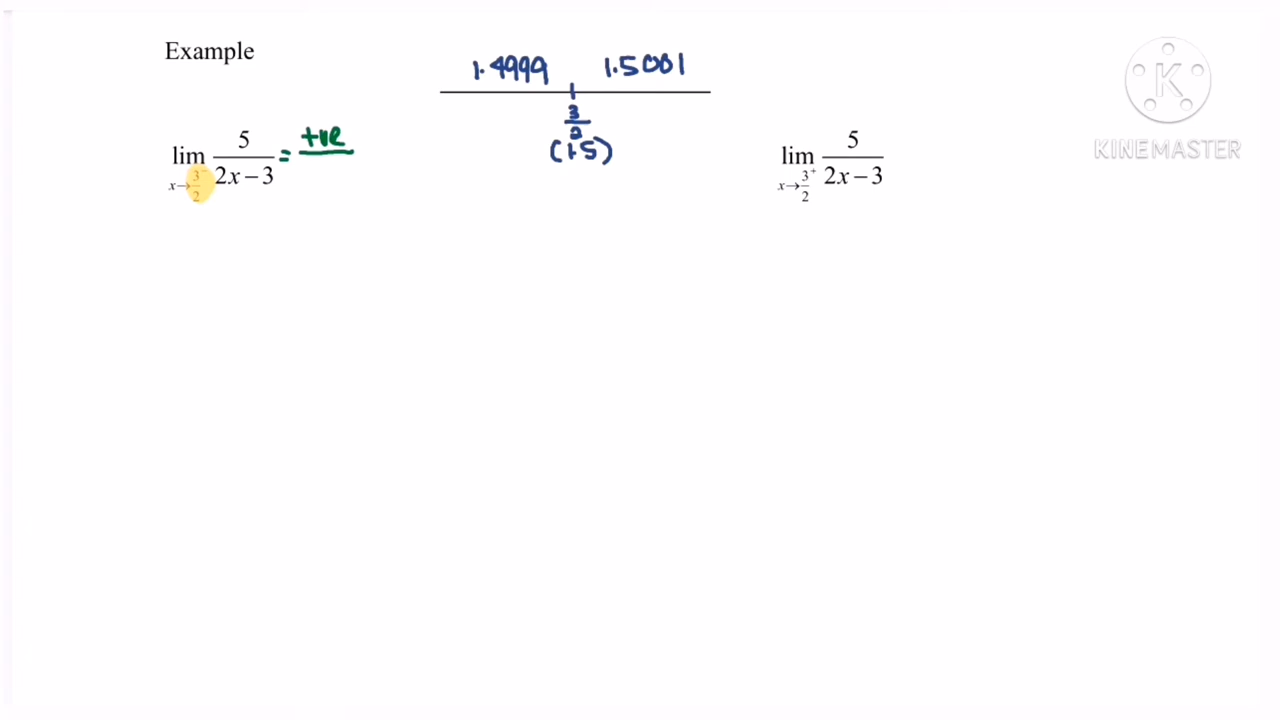 Example
1.4999 1.5001
3/2
(1.5)
lim x→3/2⁻ 5/(2x−3) = +ve
lim x→3/2⁺ 5/(2x−3)
K
KINEMASTER